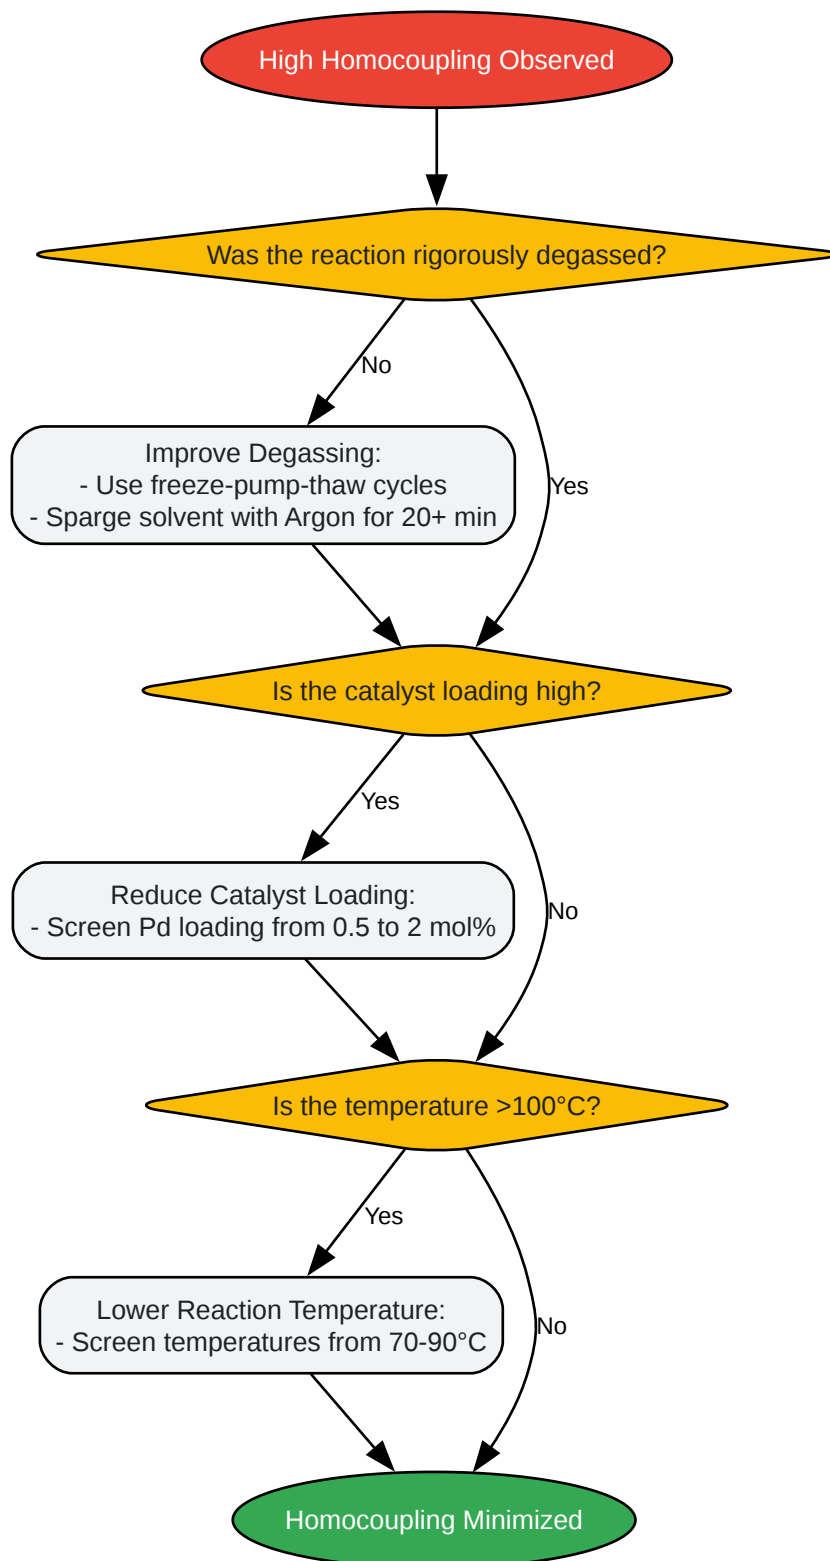 High Homocoupling Observed
Was the reaction rigorously degassed?
No
Improve Degassing:
- Use freeze-pump-thaw cycles
- Sparge solvent with Argon for 20+ min
Yes
Is the catalyst loading high?
Yes
Reduce Catalyst Loading:
- Screen Pd loading from 0.5 to 2 mol%
No
Is the temperature >100°C?
Yes
Lower Reaction Temperature:
- Screen temperatures from 70-90°C
No
Homocoupling Minimized